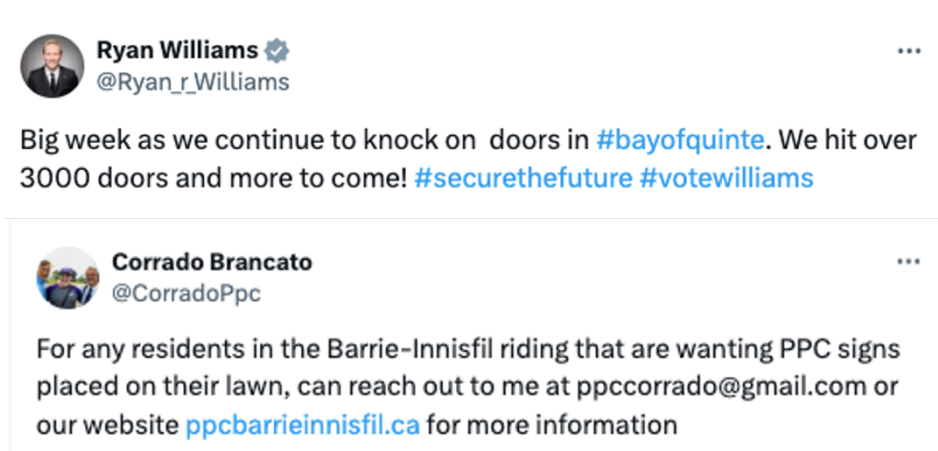 Ryan Williams
@Ryan_r_Williams
Big week as we continue to knock on  doors in #bayofquinte. We hit over
3000 doors and more to come! #securethefuture #votewilliams
Corrado Brancato
@CorradoPpc
For any residents in the Barrie-Innisfil riding that are wanting PPC signs
placed on their lawn, can reach out to me at ppccorrado@gmail.com or
our website ppcbarrieinnisfil.ca for more information